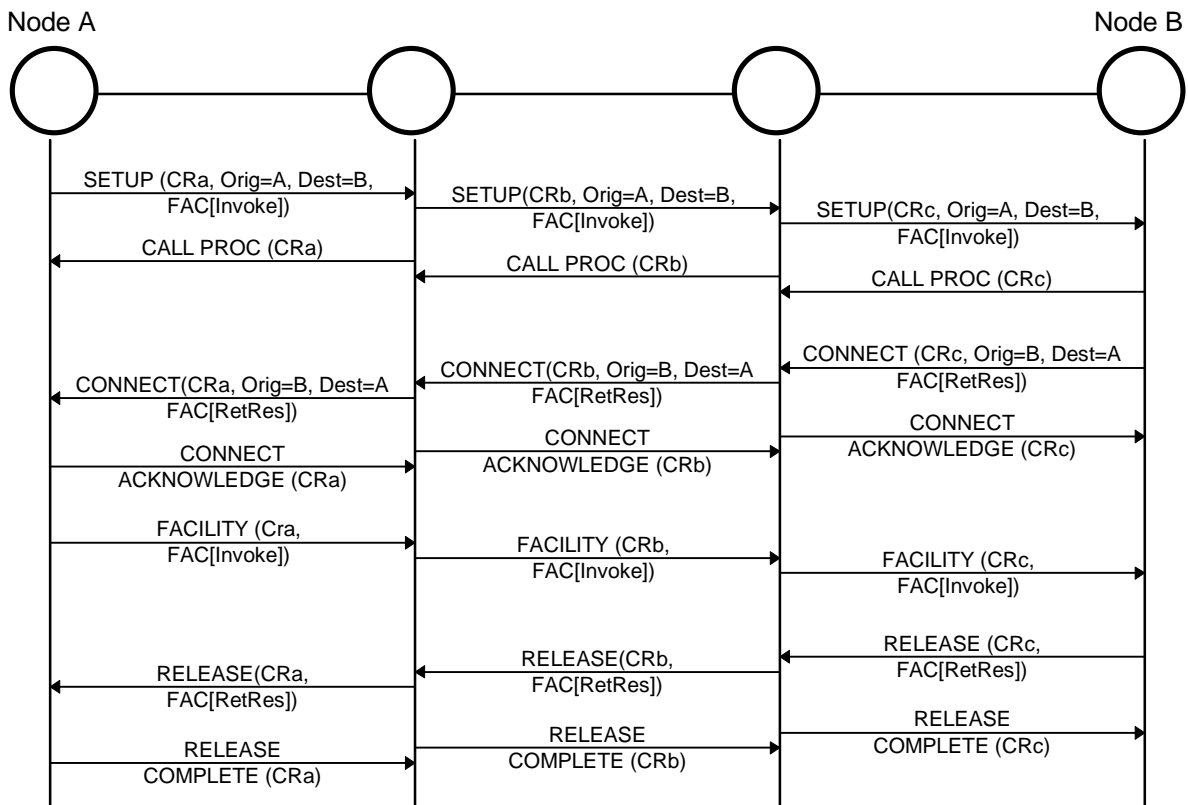 Node A
Node B
SETUP (CRa, Orig=A, Dest=B,
FAC[Invoke])
SETUP(CRb, Orig=A, Dest=B,
FAC[Invoke])
SETUP(CRc, Orig=A, Dest=B,
FAC[Invoke])
CALL PROC (CRa)
CALL PROC (CRb)
CALL PROC (CRc)
CONNECT (CRc, Orig=B, Dest=A
FAC[RetRes])
CONNECT(CRb, Orig=B, Dest=A
FAC[RetRes])
CONNECT(CRa, Orig=B, Dest=A
FAC[RetRes])
CONNECT
ACKNOWLEDGE (CRa)
CONNECT
ACKNOWLEDGE (CRb)
CONNECT
ACKNOWLEDGE (CRc)
FACILITY (Cra,
FAC[Invoke])
FACILITY (CRb,
FAC[Invoke])
FACILITY (CRc,
FAC[Invoke])
RELEASE (CRc,
FAC[RetRes])
RELEASE(CRb,
FAC[RetRes])
RELEASE(CRa,
FAC[RetRes])
RELEASE
COMPLETE (CRa)
RELEASE
COMPLETE (CRb)
RELEASE
COMPLETE (CRc)